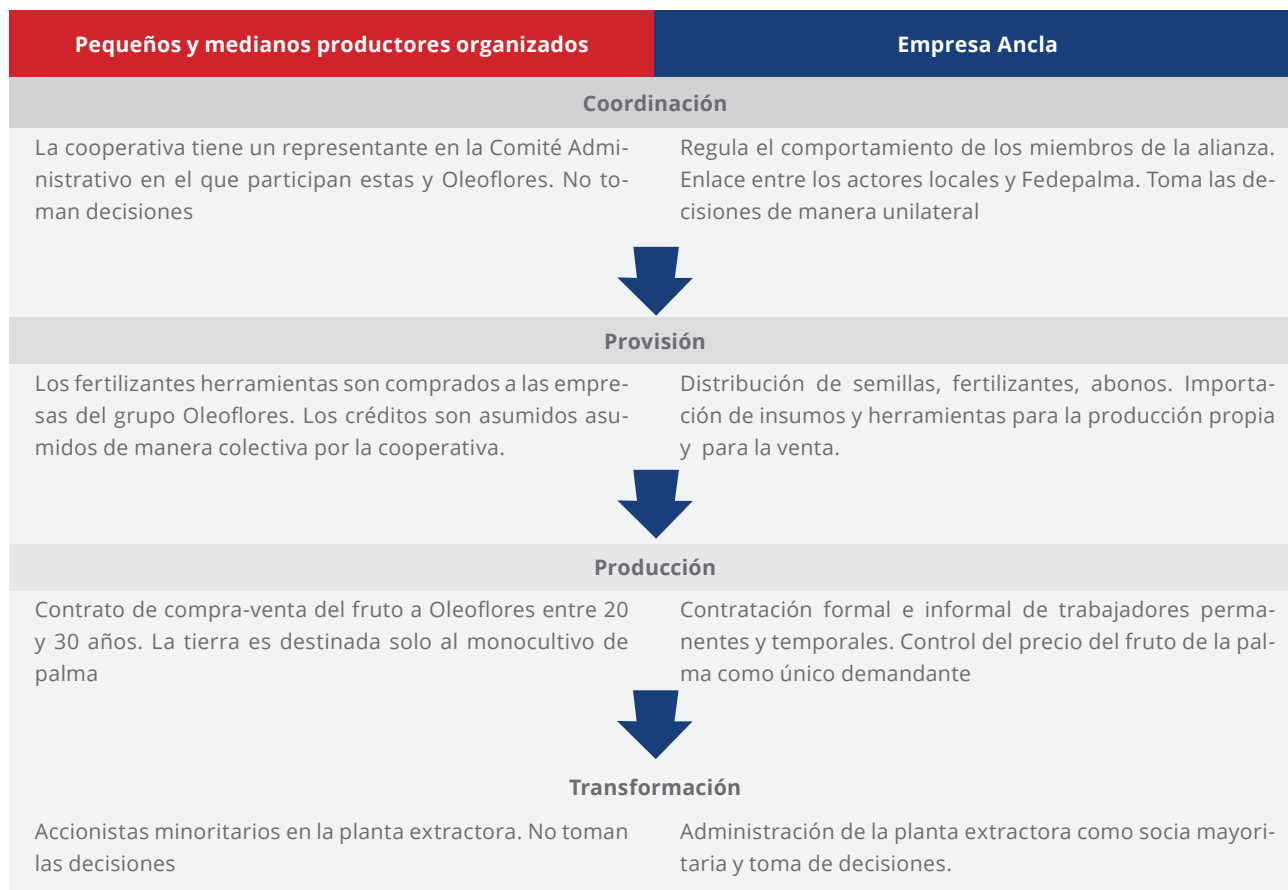 Pequeños y medianos productores organizados
Empresa Ancla
Coordinación
La cooperativa tiene un representante en la Comité Admi-
nistrativo en el que participan estas y Oleoflores. No to-
man decisiones
Regula el comportamiento de los miembros de la alianza.
Enlace entre los actores locales y Fedepalma. Toma las de-
cisiones de manera unilateral
Provisión
Los fertilizantes herramientas son comprados a las empre-
sas del grupo Oleoflores. Los créditos son asumidos asu-
midos de manera colectiva por la cooperativa.
Distribución de semillas, fertilizantes, abonos. Importa-
ción de insumos y herramientas para la producción propia
y para la venta.
Producción
Contrato de compra-venta del fruto a Oleoflores entre 20
y 30 años. La tierra es destinada solo al monocultivo de
palma
Contratación formal e informal de trabajadores perma-
nentes y temporales. Control del precio del fruto de la pal-
ma como único demandante
Transformación
Accionistas minoritarios en la planta extractora. No toman
las decisiones
Administración de la planta extractora como socia mayori-
taria y toma de decisiones.